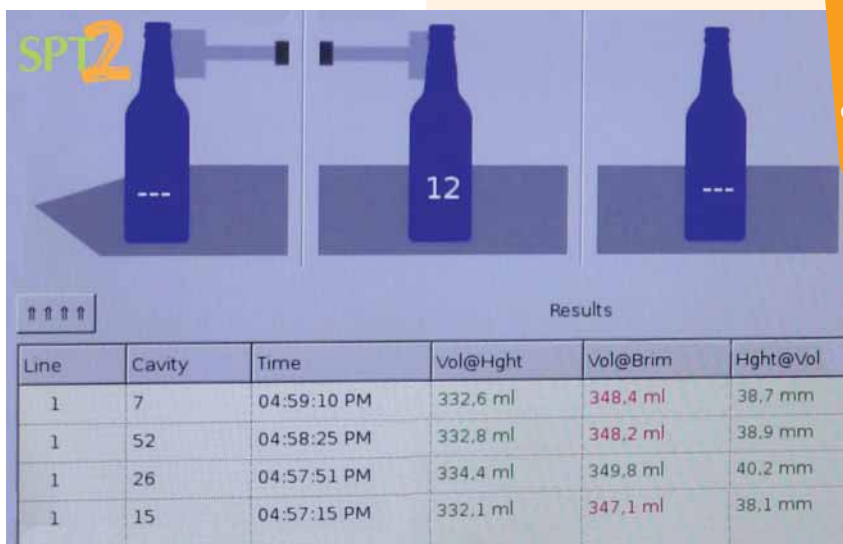 SPT2
--- 12 ---
⇑ ⇑ ⇑ ⇑ Results
Line Cavity Time Vol@Hght Vol@Brim Hght@Vol
1 7 04:59:10 PM 332,6 ml 348,4 ml 38,7 mm
1 52 04:58:25 PM 332,8 ml 348,2 ml 38,9 mm
1 26 04:57:51 PM 334,4 ml 349,8 ml 40,2 mm
1 15 04:57:15 PM 332,1 ml 347,1 ml 38,1 mm